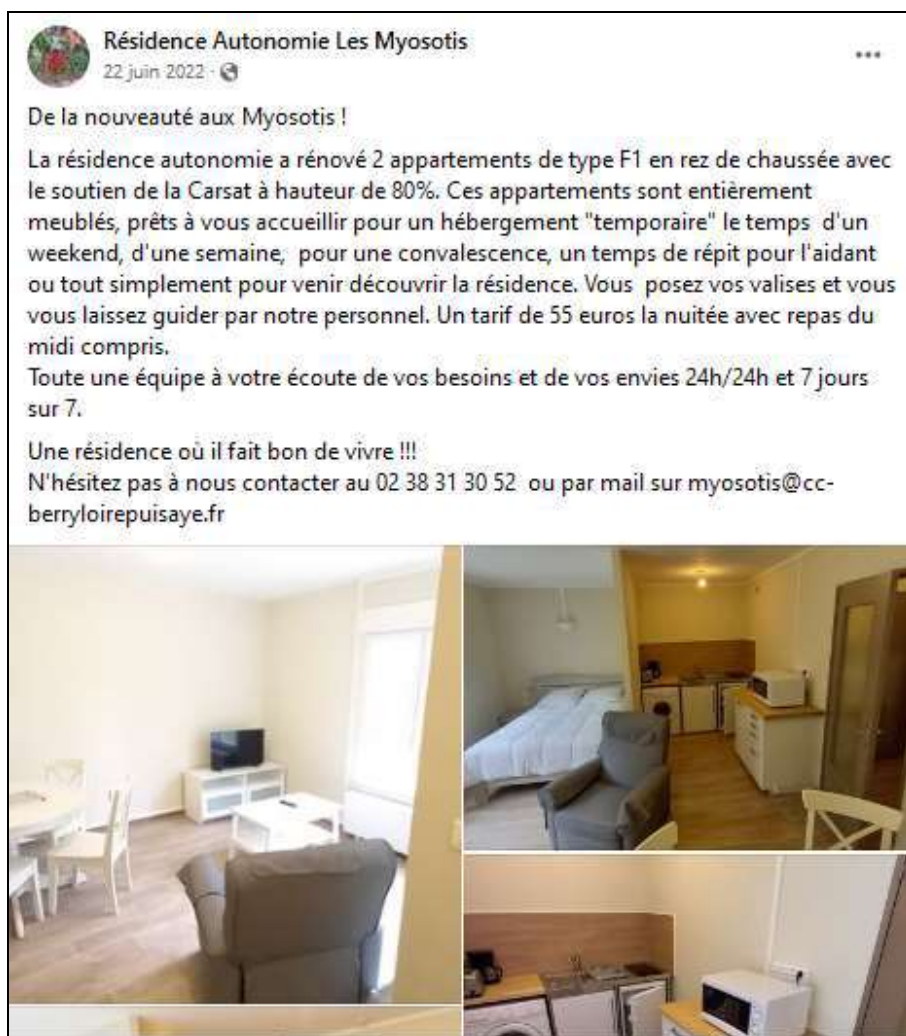 Résidence Autonomie Les Myosotis
22 juin 2022 ·
De la nouveauté aux Myosotis !
La résidence autonomie a rénové 2 appartements de type F1 en rez de chaussée avec
le soutien de la Carsat à hauteur de 80%. Ces appartements sont entièrement
meublés, prêts à vous accueillir pour un hébergement "temporaire" le temps d'un
weekend, d'une semaine, pour une convalescence, un temps de répit pour l'aidant
ou tout simplement pour venir découvrir la résidence. Vous posez vos valises et vous
vous laissez guider par notre personnel. Un tarif de 55 euros la nuitée avec repas du
midi compris.
Toute une équipe à votre écoute de vos besoins et de vos envies 24h/24h et 7 jours
sur 7.
Une résidence où il fait bon de vivre !!!
N'hésitez pas à nous contacter au 02 38 31 30 52 ou par mail sur myosotis@cc-
berryloirepuisaye.fr